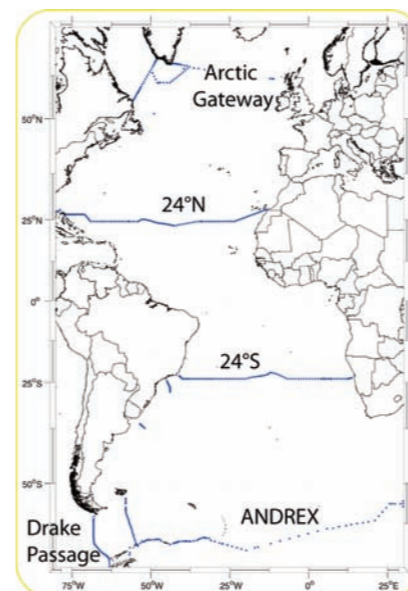 Arctic
Gateway
50°N
24°N
25°N
0°
24°S
25°S
50°S
ANDREX
Drake
Passage
75°W
50°W
25°W
0°
25°E